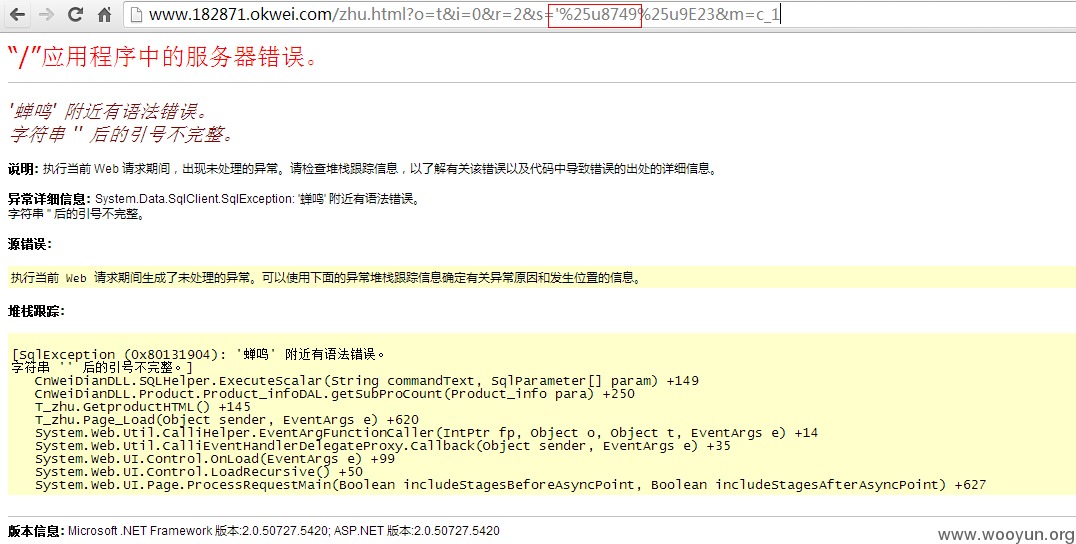 www.182871.okwei.com/zhu.html?o=t&i=0&r=2&s='%25u8749%25u9E23&m=c_1
“/”应用程序中的服务器错误。
'蝉鸣' 附近有语法错误。
字符串 '' 后的引号不完整。
说明: 执行当前 Web 请求期间，出现未处理的异常。请检查堆栈跟踪信息，以了解有关该错误以及代码中导致错误的出处的详细信息。
异常详细信息: System.Data.SqlClient.SqlException: '蝉鸣' 附近有语法错误。
字符串 '' 后的引号不完整。
源错误:
执行当前 Web 请求期间生成了未处理的异常。可以使用下面的异常堆栈跟踪信息确定有关异常原因和发生位置的信息。
堆栈跟踪:
[SqlException (0x80131904): '蝉鸣' 附近有语法错误。
字符串 '' 后的引号不完整。]
CnWeiDianDLL.SQLHelper.ExecuteScalar(String commandText, SqlParameter[] param) +149
CnWeiDianDLL.Product.Product_infoDAL.getSubProCount(Product_info para) +250
T_zhu.GetproductHTML() +145
T_zhu.Page_Load(Object sender, EventArgs e) +620
System.Web.Util.CalliHelper.EventArgFunctionCaller(IntPtr fp, Object o, Object t, EventArgs e) +14
System.Web.Util.CalliEventHandlerDelegateProxy.Callback(Object sender, EventArgs e) +35
System.Web.UI.Control.OnLoad(EventArgs e) +99
System.Web.UI.Control.LoadRecursive() +50
System.Web.UI.Page.ProcessRequestMain(Boolean includeStagesBeforeAsyncPoint, Boolean includeStagesAfterAsyncPoint) +627
版本信息: Microsoft .NET Framework 版本:2.0.50727.5420; ASP.NET 版本:2.0.50727.5420
www.wooyun.org